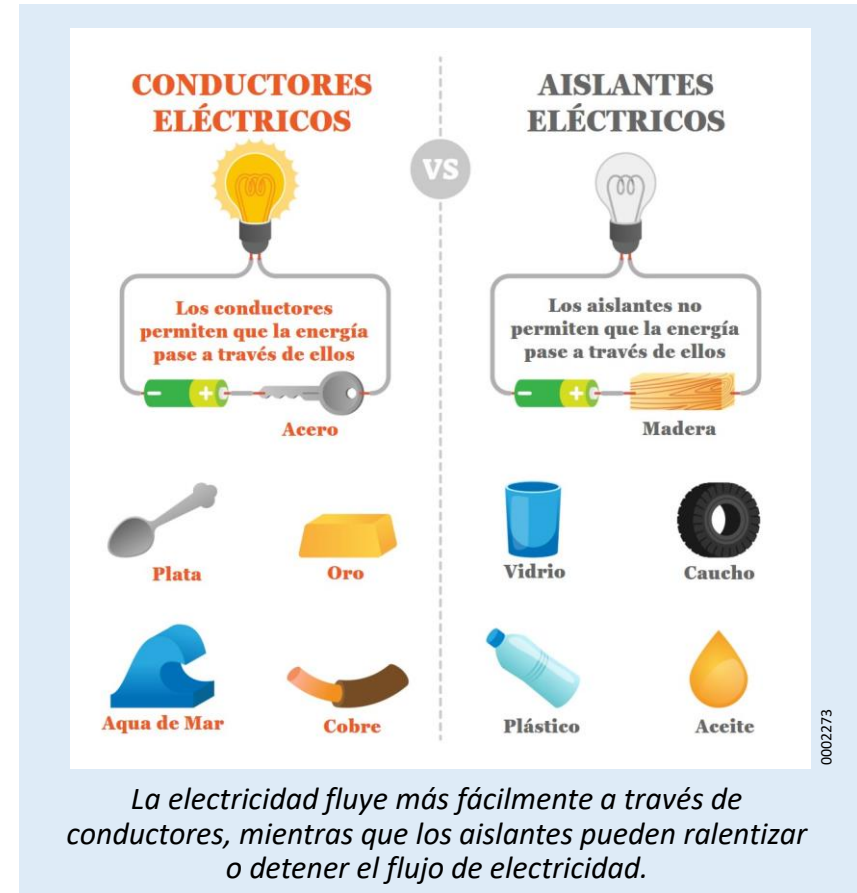 CONDUCTORES
ELÉCTRICOS
Los conductores
permiten que la energía
pase a través de ellos
- +
Acero
Plata
Oro
Aqua de Mar
Cobre
VS
AISLANTES
ELÉCTRICOS
Los aislantes no
permiten que la energía
pase a través de ellos
- +
Madera
Vidrio
Caucho
Plástico
Aceite
0002273
La electricidad fluye más fácilmente a través de
conductores, mientras que los aislantes pueden ralentizar
o detener el flujo de electricidad.